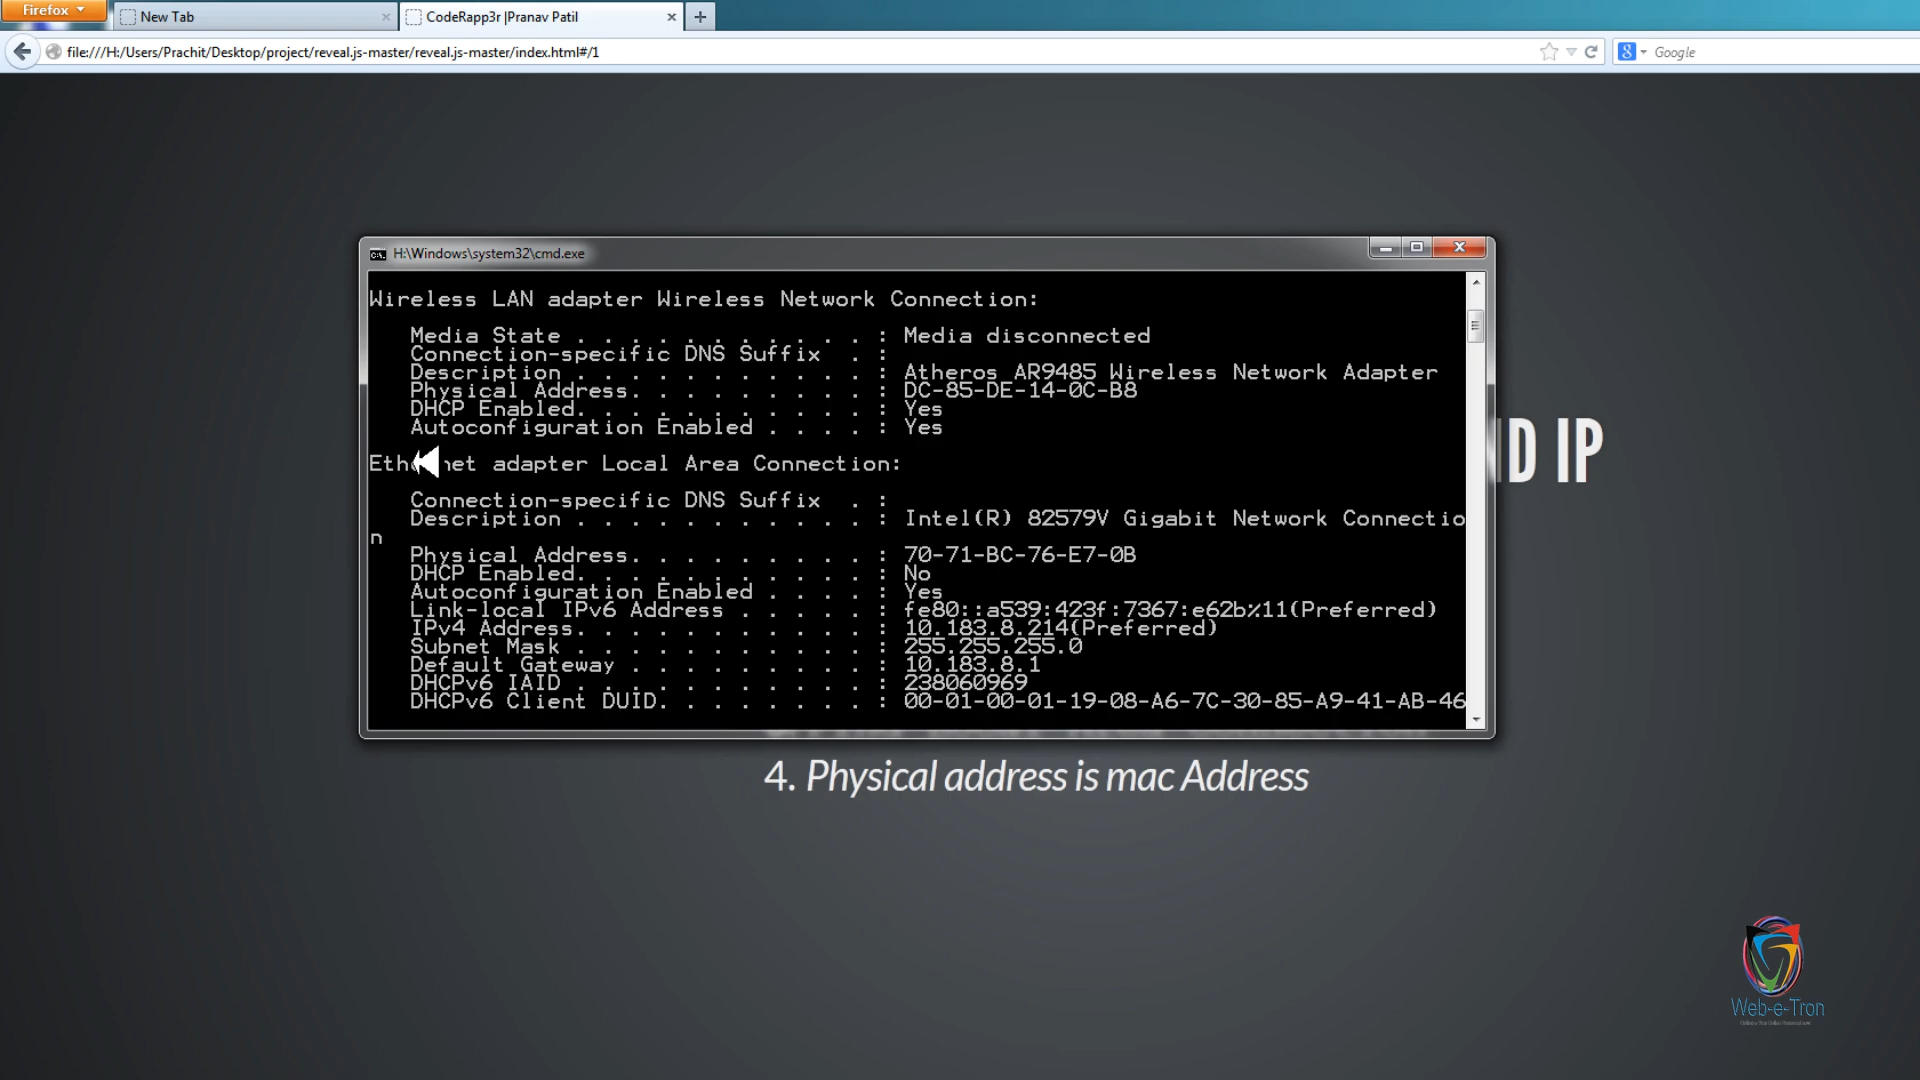 Firefox
New Tab
CodeRapp3r |Pranav Patil
file:///H:/Users/Prachit/Desktop/project/reveal.js-master/reveal.js-master/index.html#/1
Google
H:\Windows\system32\cmd.exe
Wireless LAN adapter Wireless Network Connection:
Media State . . . . . . . . . . . : Media disconnected
Connection-specific DNS Suffix . :
Description . . . . . . . . . . . : Atheros AR9485 Wireless Network Adapter
Physical Address. . . . . . . . . : DC-85-DE-14-0C-B8
DHCP Enabled. . . . . . . . . . . : Yes
Autoconfiguration Enabled . . . . : Yes
adapter Local Area Connection:
Connection-specific DNS Suffix . :
Description . . . . . . . . . . . : Intel(R) 82579V Gigabit Network Connectio
n
Physical Address. . . . . . . . . : 70-71-BC-76-E7-0B
DHCP Enabled. . . . . . . . . . . : No
Autoconfiguration Enabled . . . . : Yes
Link-local IPv6 Address . . . . . : fe80::a539:423f:7367:e62b%11(Preferred)
IPv4 Address. . . . . . . . . . . : 10.183.8.214(Preferred)
Subnet Mask . . . . . . . . . . . : 255.255.255.0
Default Gateway . . . . . . . . . : 10.183.8.1
DHCPv6 IAID . . . . . . . . . . . : 238060969
DHCPv6 Client DUID. . . . . . . . : 00-01-00-01-19-08-A6-7C-30-85-A9-41-AB-46
IP
4. Physical address is mac Address
Web-e-Tron